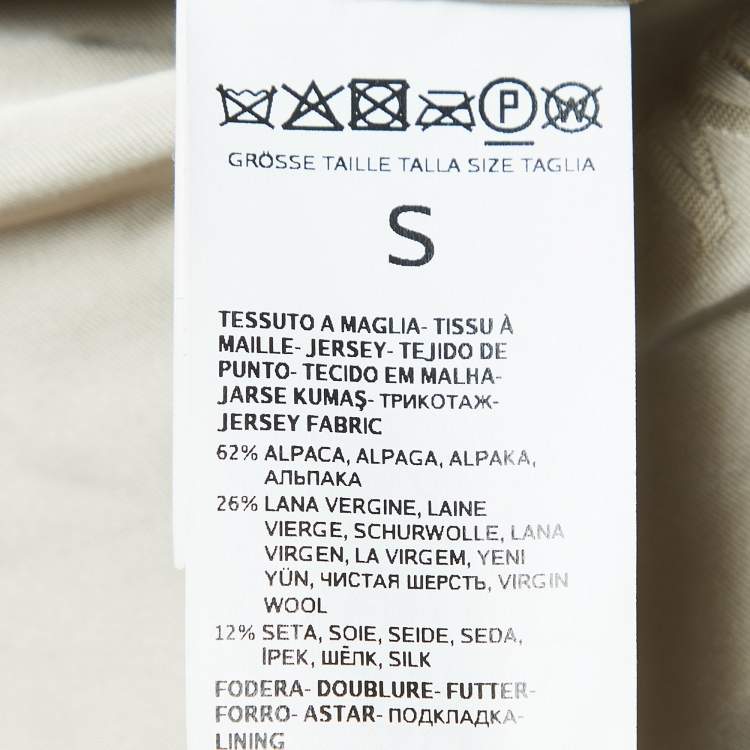 P W
GRÖSSE TAILLE TALLA SIZE TAGLIA
S
TESSUTO A MAGLIA- TISSU À
MAILLE- JERSEY- TEJIDO DE
PUNTO- TECIDO EM MALHA-
JARSE KUMAŞ- ТРИКОТАЖ-
JERSEY FABRIC
62% ALPACA, ALPAGA, ALPAKA,
АЛЬПАКА
26% LANA VERGINE, LAINE
VIERGE, SCHURWOLLE, LANA
VIRGEN, LA VIRGEM, YENI
YÜN, ЧИСТАЯ ШЕРСТЬ, VIRGIN
WOOL
12% SETA, SOIE, SEIDE, SEDA,
İPEK, ШЁЛК, SILK
FODERA- DOUBLURE- FUTTER-
FORRO- ASTAR- ПОДКЛАДКА-
LINING